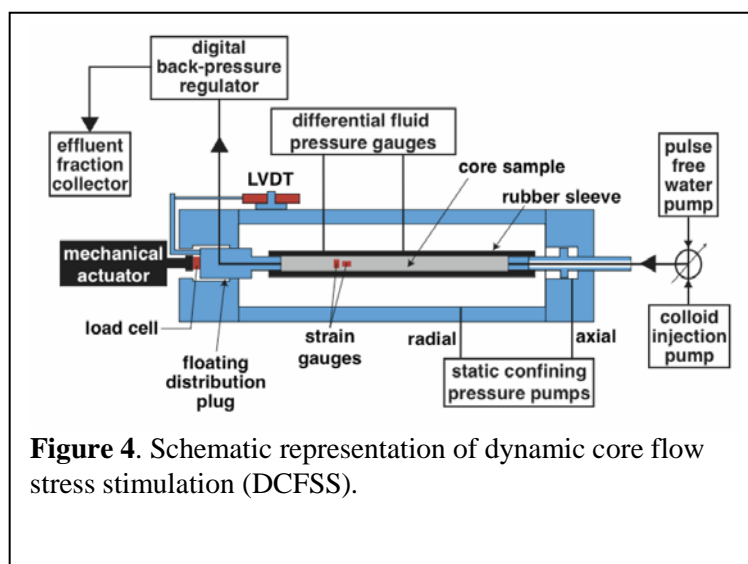 digital
back-pressure
regulator
effluent
fraction
collector
differential fluid
pressure gauges
LVDT
core sample
rubber sleeve
pulse
free
water
pump
mechanical
actuator
load cell
floating
distribution
plug
strain
gauges
radial
axial
static confining
pressure pumps
colloid
injection
pump
Figure 4. Schematic representation of dynamic core flow
stress stimulation (DCFSS).